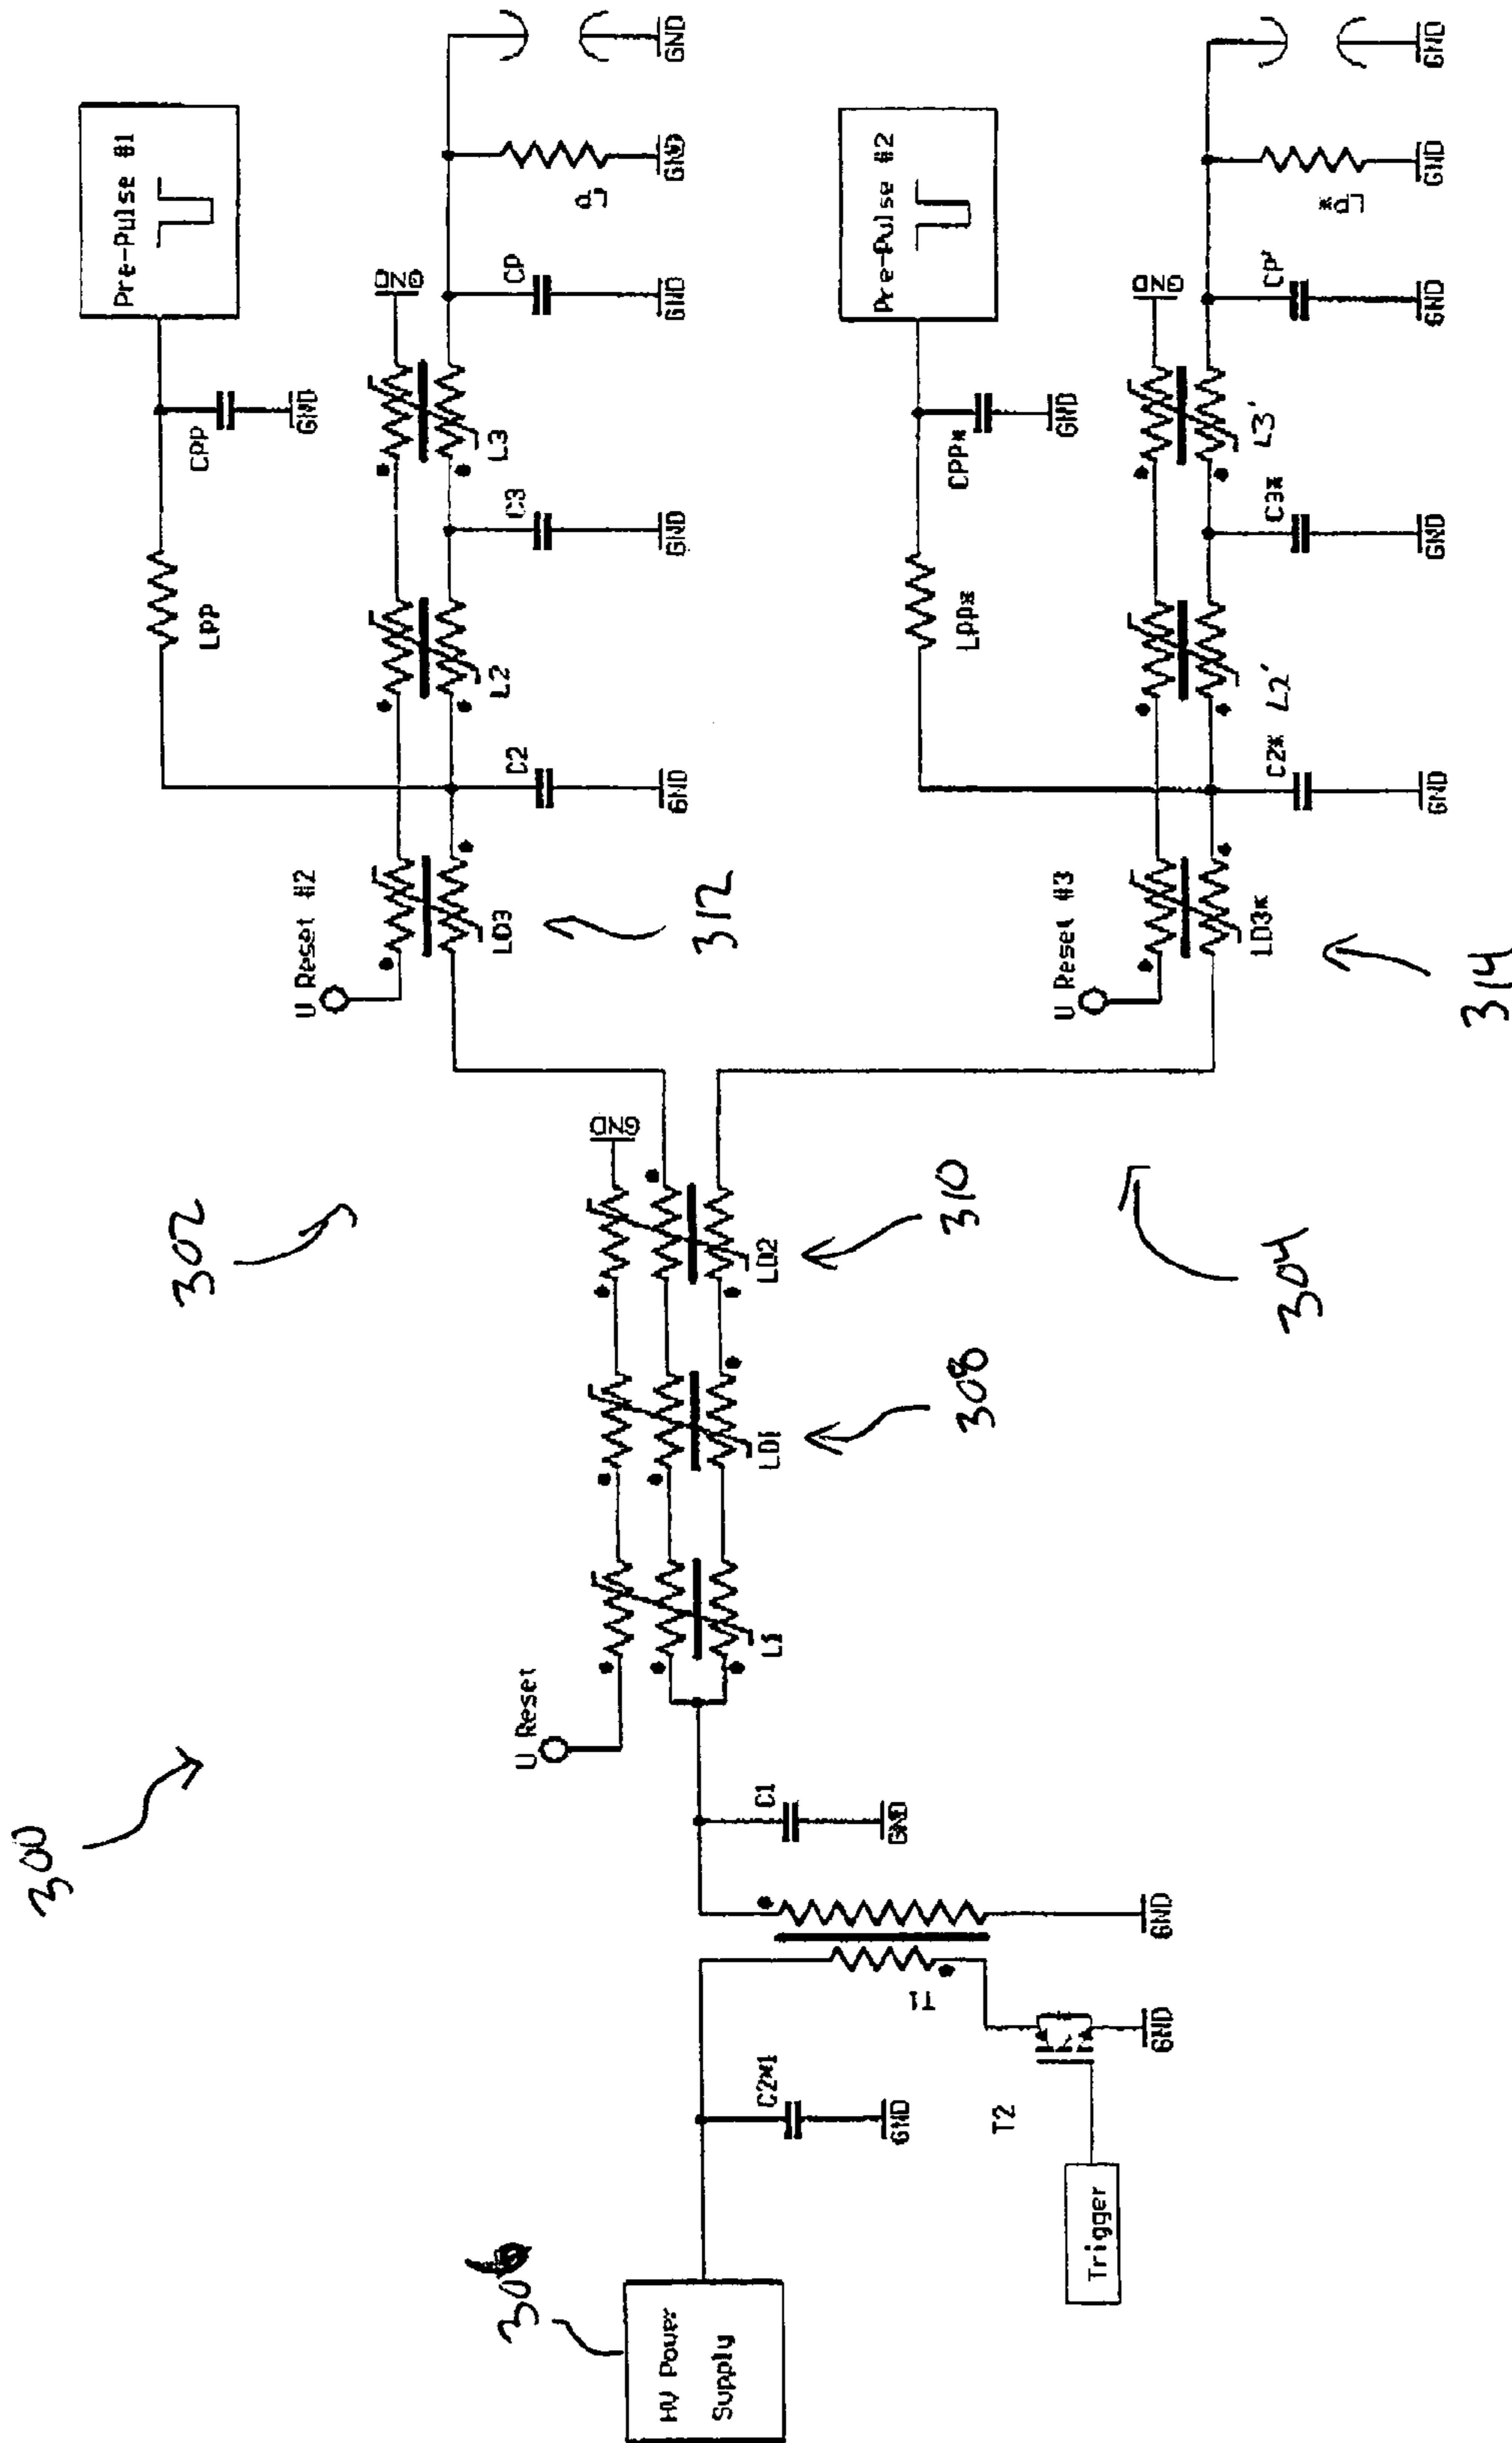 300
302
304
306
308
310
312
314
HV Power
Supply
C2*1
GND
T1
T2
GND
Trigger
GND
C1
GND
U Reset
L1
LD1
LD2
GND
U Reset #2
LD3
C2
GND
L2
C3
GND
L3
GND
CP
GND
GND
GND
LPP
CPP
GND
Pre-Pulse #1
U Reset #3
LD3*
C2*
GND
L2'
C3*
GND
L3'
GND
CP'
GND
GND
GND
LPP*
CPP*
GND
Pre-Pulse #2